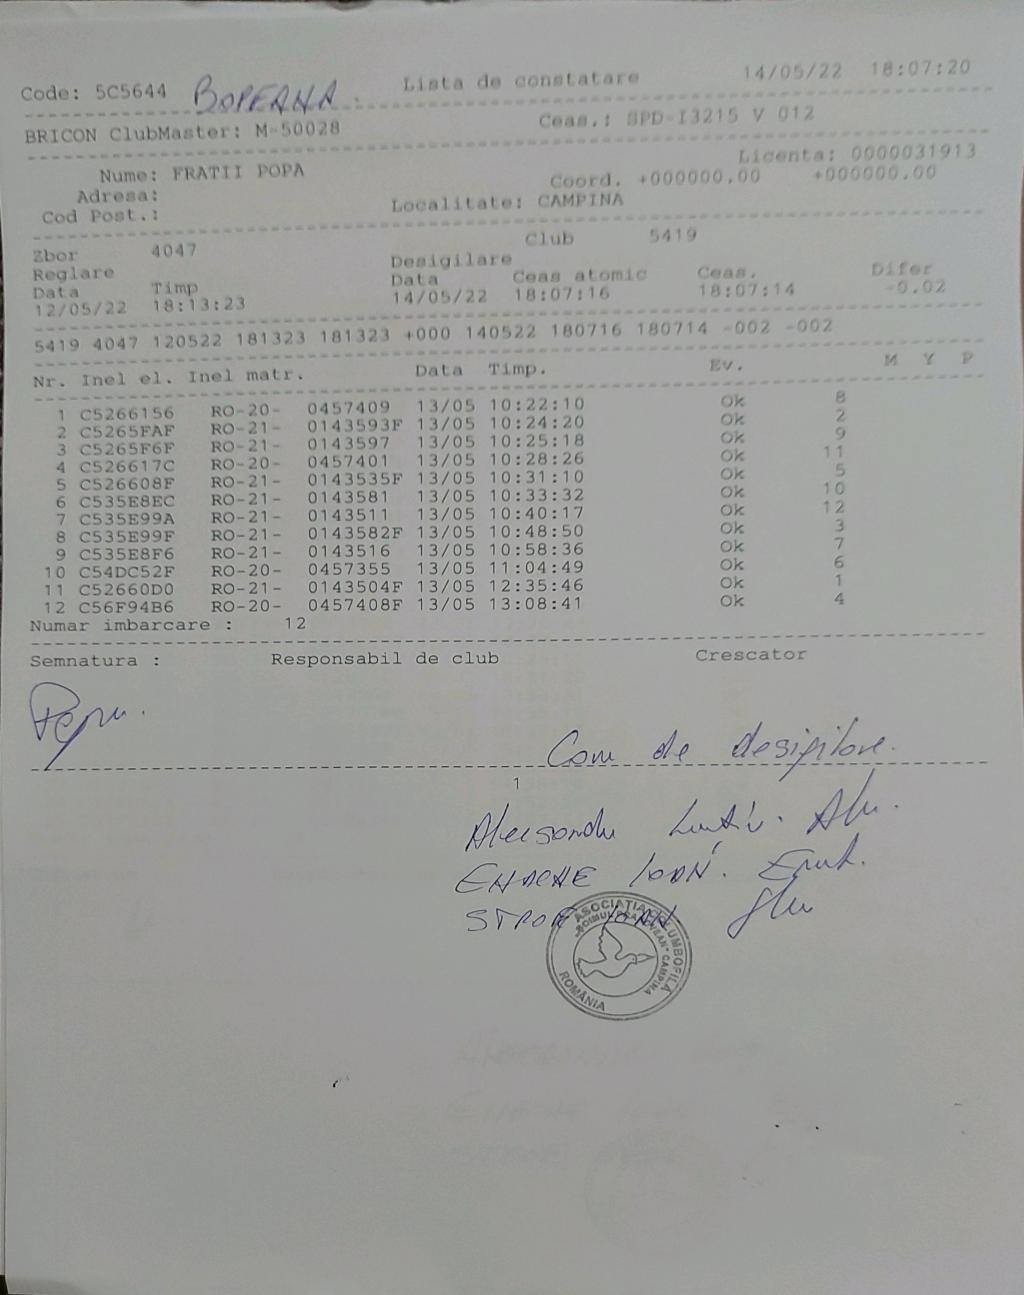 Code: 5C5644 BOPEANA. Lista de constatare 14/05/22 18:07:20
BRICON ClubMaster: M-50028 Ceas.: SPD-I3215 V 012
Licenta: 0000031913
Nume: FRATII POPA
Adresa: Coord. +000000.00 +000000.00
Cod Post.: Localitate: CAMPINA
Zbor 4047 Club 5419
Reglare Desigilare
Data Timp Data Ceas atomic Ceas. Difer
12/05/22 18:13:23 14/05/22 18:07:16 18:07:14 -0.02
5419 4047 120522 181323 181323 +000 140522 180716 180714 -002 -002
Nr. Inel el. Inel matr. Data Timp. Ev. M Y P
1 C5266156 RO-20- 0457409 13/05 10:22:10 Ok 8
2 C5265FAF RO-21- 0143593F 13/05 10:24:20 Ok 2
3 C5265F6F RO-21- 0143597 13/05 10:25:18 Ok 9
4 C526617C RO-20- 0457401 13/05 10:28:26 Ok 11
5 C526608F RO-21- 0143535F 13/05 10:31:10 Ok 5
6 C535E8EC RO-21- 0143581 13/05 10:33:32 Ok 10
7 C535E99A RO-21- 0143511 13/05 10:40:17 Ok 12
8 C535E99F RO-21- 0143582F 13/05 10:48:50 Ok 3
9 C535E8F6 RO-21- 0143516 13/05 10:58:36 Ok 7
10 C54DC52F RO-20- 0457355 13/05 11:04:49 Ok 6
11 C52660D0 RO-21- 0143504F 13/05 12:35:46 Ok 1
12 C56F94B6 RO-20- 0457408F 13/05 13:08:41 Ok 4
Numar imbarcare : 12
Semnatura : Responsabil de club Crescator
Com de desigilare.
1
ENACHE IOAN.
IOAN
ASOCIATIA COLUMBOFILA
CAMPINA
ROMÂNIA